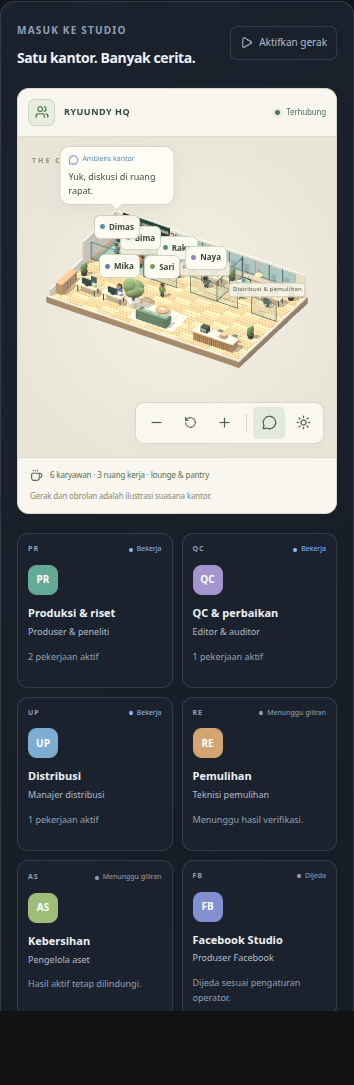 MASUK KE STUDIO
Satu kantor. Banyak cerita.
Aktifkan gerak
RYUUNDY HQ
Terhubung
THE
Ambiens kantor
Yuk, diskusi di ruang
rapat.
Dimas
Bima
Naya
Mika
Sari
Distribusi & pemulihan
6 karyawan · 3 ruang kerja · lounge & pantry
Gerak dan obrolan adalah ilustrasi suasana kantor.
PR
Bekerja
PR
Produksi & riset
Produser & peneliti
2 pekerjaan aktif
QC
Bekerja
QC
QC & perbaikan
Editor & auditor
1 pekerjaan aktif
UP
Bekerja
UP
Distribusi
Manajer distribusi
1 pekerjaan aktif
RE
Menunggu giliran
RE
Pemulihan
Teknisi pemulihan
Menunggu hasil verifikasi.
AS
Menunggu giliran
AS
Kebersihan
Pengelola aset
Hasil aktif tetap dilindungi.
FB
Dijeda
FB
Facebook Studio
Produser Facebook
Dijeda sesuai pengaturan
operator.